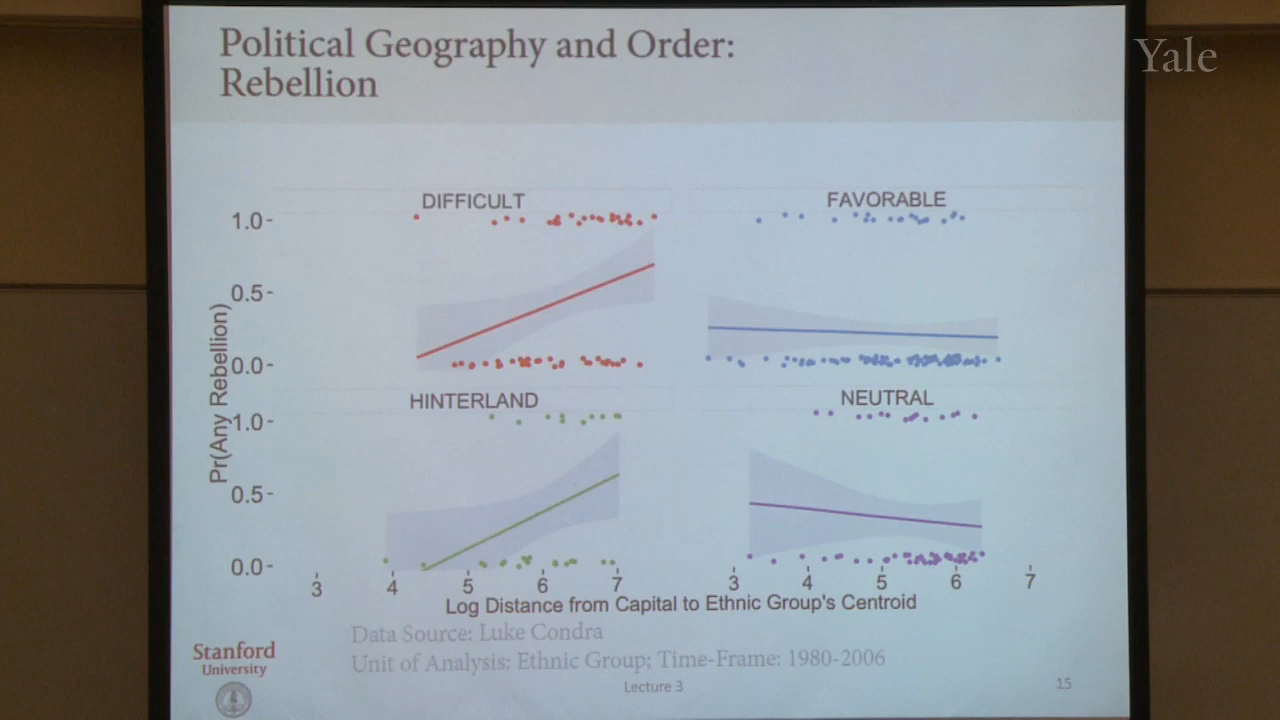 Political Geography and Order:
Rebellion
Yale
DIFFICULT
FAVORABLE
1.0
0.5
0.0
HINTERLAND
NEUTRAL
1.0
0.5
0.0
Pr(Any Rebellion)
3 4 5 6 7
3 4 5 6 7
Log Distance from Capital to Ethnic Group's Centroid
Data Source: Luke Condra
Unit of Analysis: Ethnic Group; Time-Frame: 1980-2006
Stanford
University
Lecture 3
15